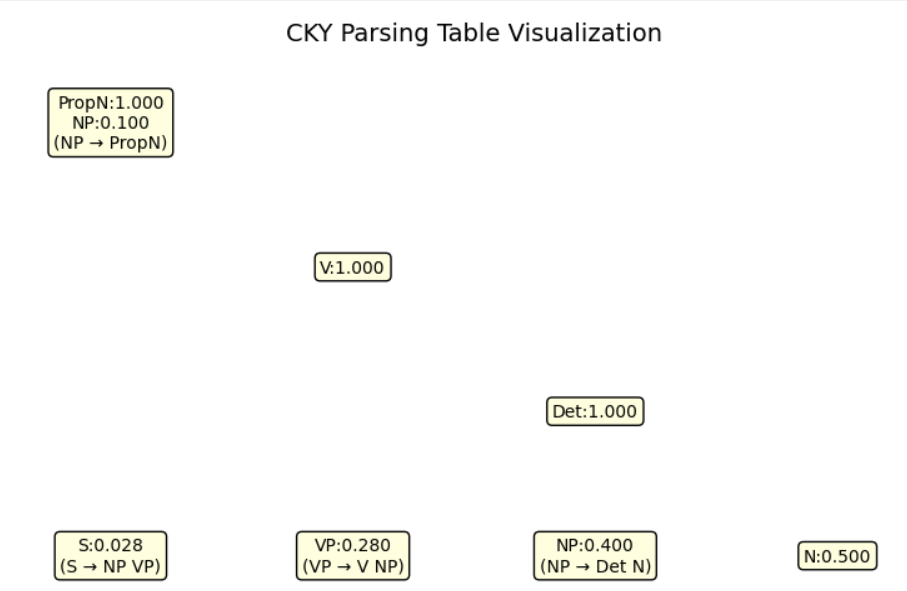 CKY Parsing Table Visualization
PropN:1.000
NP:0.100
(NP → PropN)
V:1.000
Det:1.000
S:0.028
(S → NP VP)
VP:0.280
(VP → V NP)
NP:0.400
(NP → Det N)
N:0.500